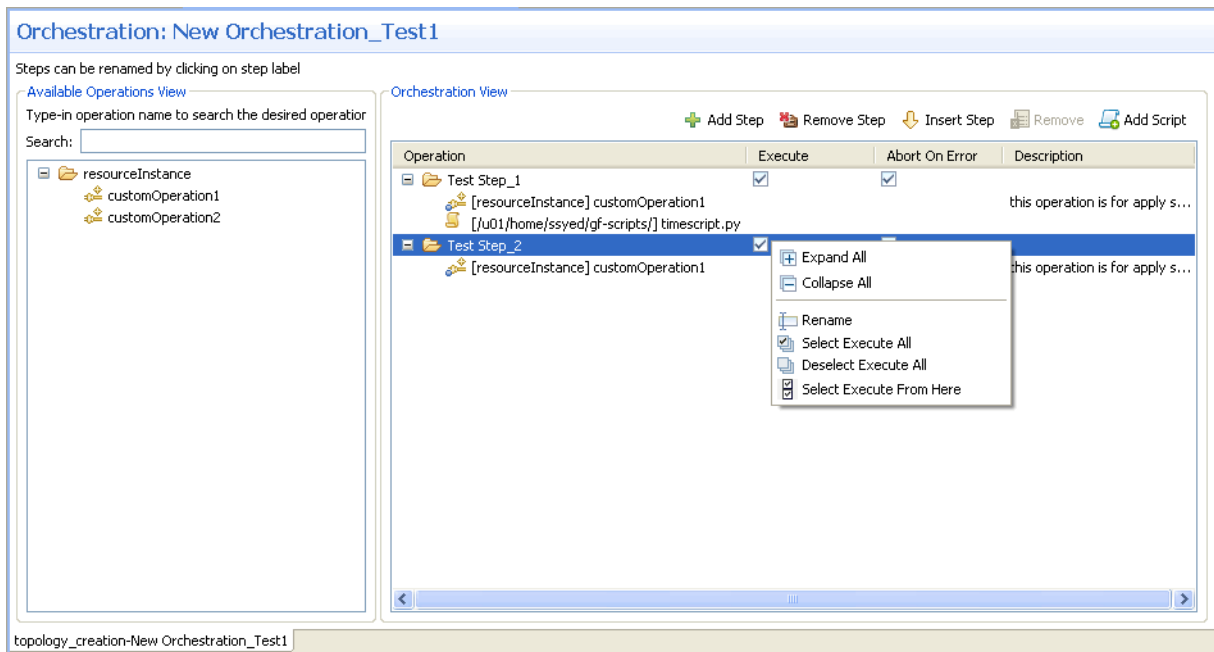 Orchestration: New Orchestration_Test1
Steps can be renamed by clicking on step label
Available Operations View
Type-in operation name to search the desired operatior
Search:
resourceInstance
customOperation1
customOperation2
Orchestration View
Add Step Remove Step Insert Step Remove Add Script
Operation Execute Abort On Error Description
Test Step_1
[resourceInstance] customOperation1 this operation is for apply s...
[/u01/home/ssyed/gf-scripts/] timescript.py
Test Step_2
[resourceInstance] customOperation1 this operation is for apply s...
Expand All
Collapse All
Rename
Select Execute All
Deselect Execute All
Select Execute From Here
topology_creation-New Orchestration_Test1